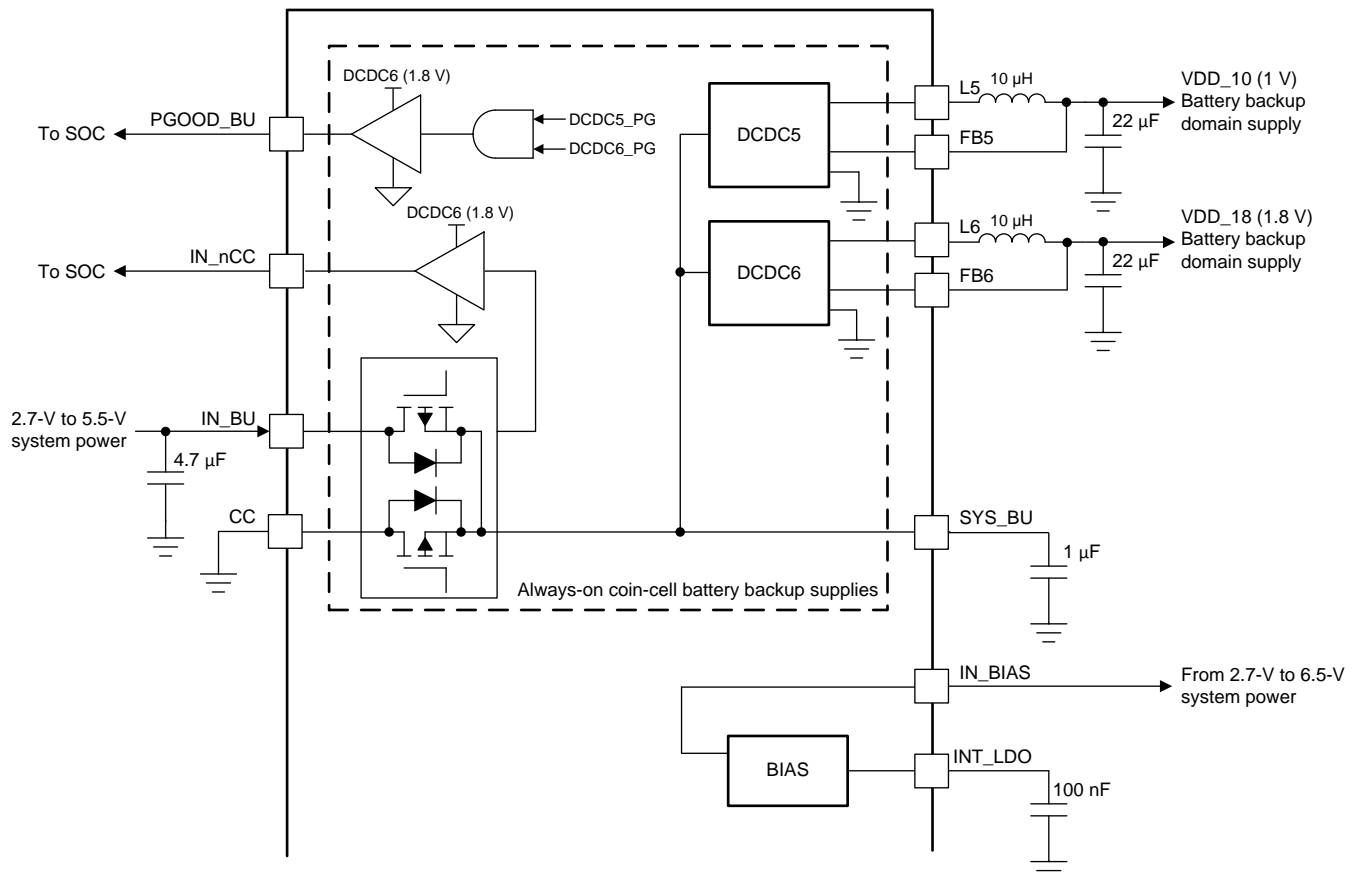 DCDC6 (1.8 V)
PGOOD_BU
To SOC
DCDC5_PG
DCDC6_PG
DCDC6 (1.8 V)
IN_nCC
To SOC
2.7-V to 5.5-V
system power
IN_BU
4.7 µF
CC
Always-on coin-cell battery backup supplies
DCDC5
DCDC6
L5
10 µH
FB5
22 µF
VDD_10 (1 V)
Battery backup
domain supply
L6
10 µH
FB6
22 µF
VDD_18 (1.8 V)
Battery backup
domain supply
SYS_BU
1 µF
IN_BIAS
From 2.7-V to 6.5-V
system power
BIAS
INT_LDO
100 nF